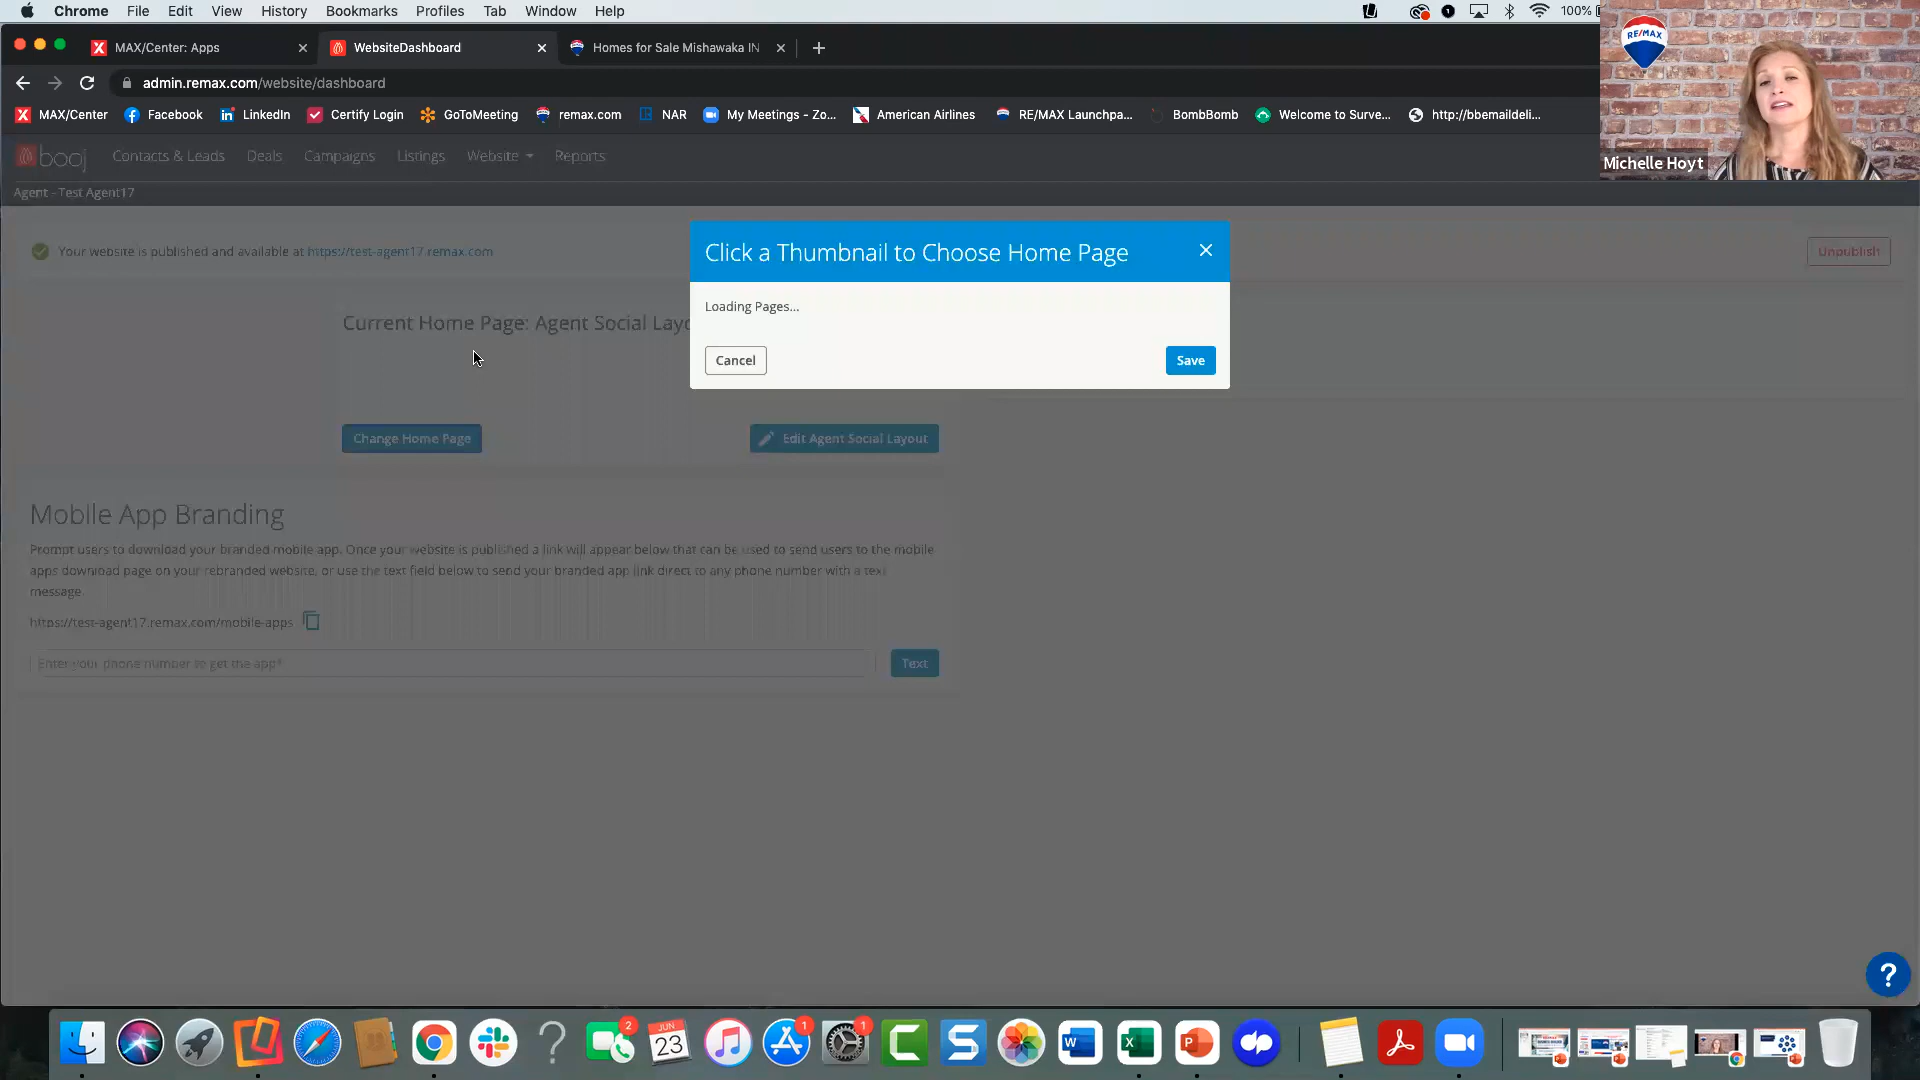 Chrome File Edit View History Bookmarks Profiles Tab Window Help 100%
MAX/Center: Apps WebsiteDashboard Homes for Sale Mishawaka IN
admin.remax.com/website/dashboard
MAX/Center Facebook LinkedIn Certify Login GoToMeeting remax.com NAR My Meetings - Zo... American Airlines RE/MAX Launchpa... BombBomb Welcome to Surve... http://bbemaildeli...
RE/MAX
Michelle Hoyt
booj Contacts & Leads Deals Campaigns Listings Website Reports
Agent - Test Agent17
Your website is published and available at https://test-agent17.remax.com
Unpublish
Click a Thumbnail to Choose Home Page
Loading Pages...
Cancel Save
Current Home Page: Agent Social Layo
Change Home Page Edit Agent Social Layout
Mobile App Branding
Prompt users to download your branded mobile app. Once your website is published a link will appear below that can be used to send users to the mobile
apps download page on your rebranded website, or use the text field below to send your branded app link direct to any phone number with a text
message.
https://test-agent17.remax.com/mobile-apps
Enter your phone number to get the app* Text
?
2 JUN 23 1 1